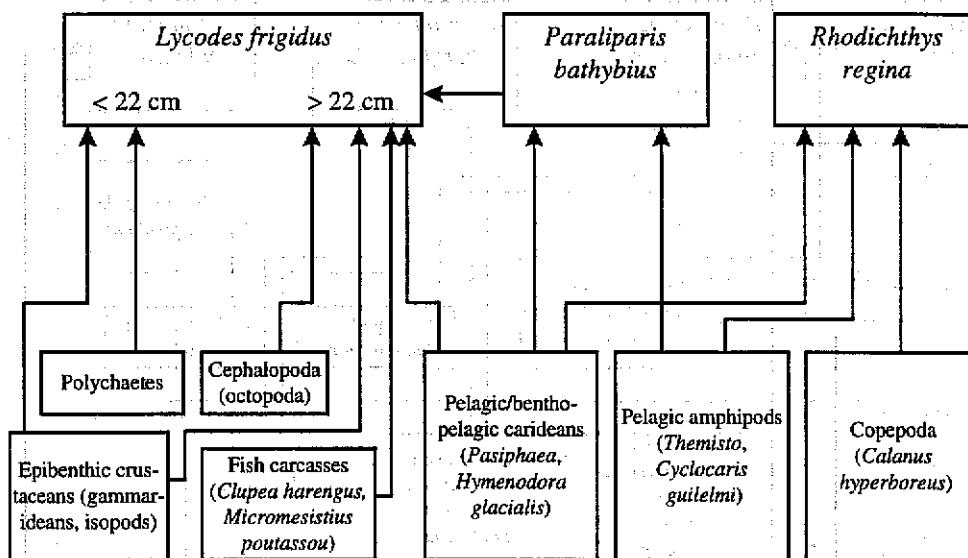 Lycodes frigidus
< 22 cm
> 22 cm
Paraliparis
bathybius
Rhodichthys
regina
Polychaetes
Cephalopoda
(octopoda)
Epibenthic crus-
taceans (gammar-
ideans, isopods)
Fish carcasses
(Clupea harengus,
Micromesistius
poutassou)
Pelagic/bentho-
pelagic carideans
(Pasiphaea,
Hymenodora
glacialis)
Pelagic amphipods
(Themisto,
Cyclocaris
guilelmi)
Copepoda
(Calanus
hyperboreus)